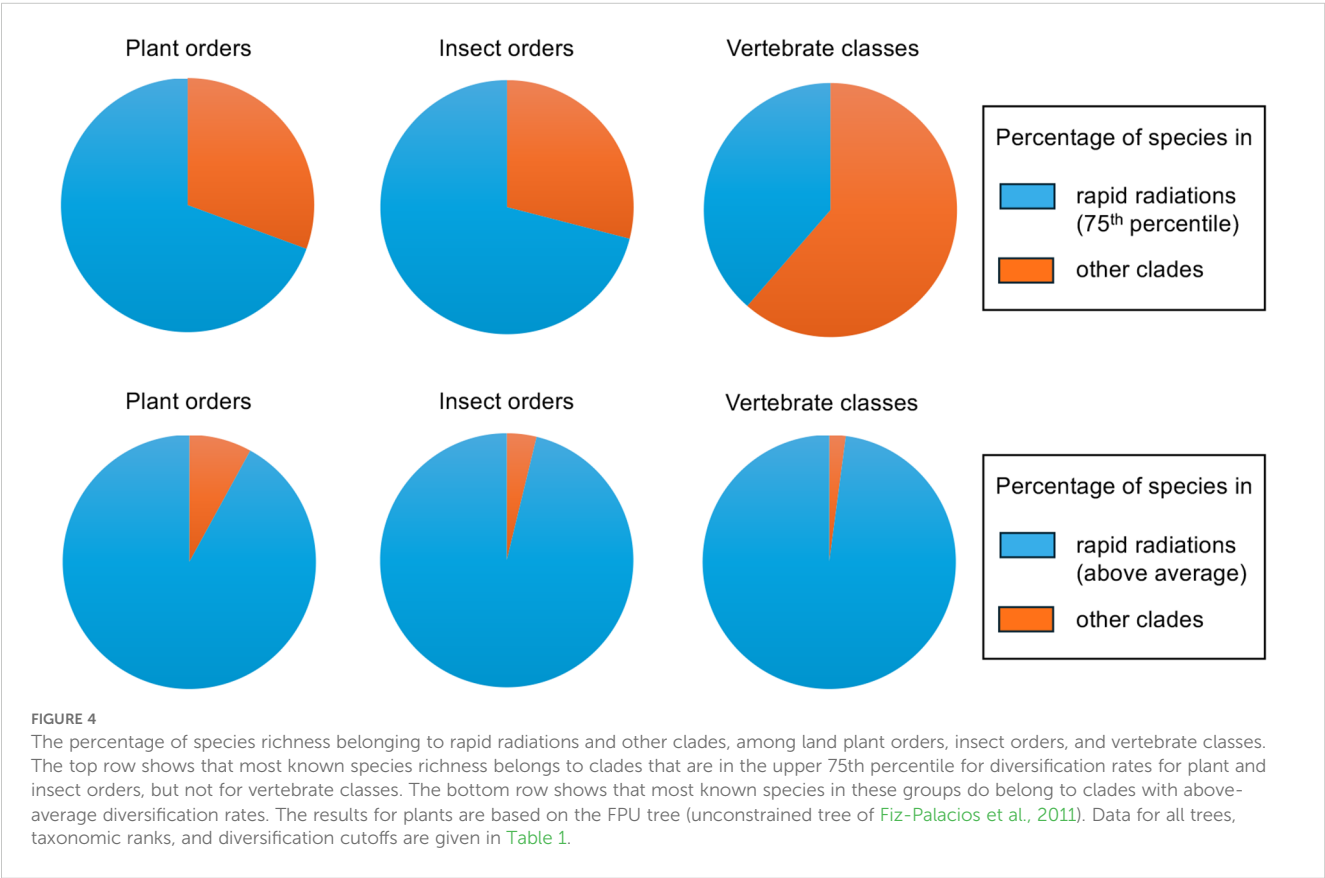 Plant orders
Insect orders
Vertebrate classes
Percentage of species in
rapid radiations
(75th percentile)
other clades
Plant orders
Insect orders
Vertebrate classes
Percentage of species in
rapid radiations
(above average)
other clades
FIGURE 4
The percentage of species richness belonging to rapid radiations and other clades, among land plant orders, insect orders, and vertebrate classes.
The top row shows that most known species richness belongs to clades that are in the upper 75th percentile for diversification rates for plant and
insect orders, but not for vertebrate classes. The bottom row shows that most known species in these groups do belong to clades with above-
average diversification rates. The results for plants are based on the FPU tree (unconstrained tree of Fiz-Palacios et al., 2011). Data for all trees,
taxonomic ranks, and diversification cutoffs are given in Table 1.